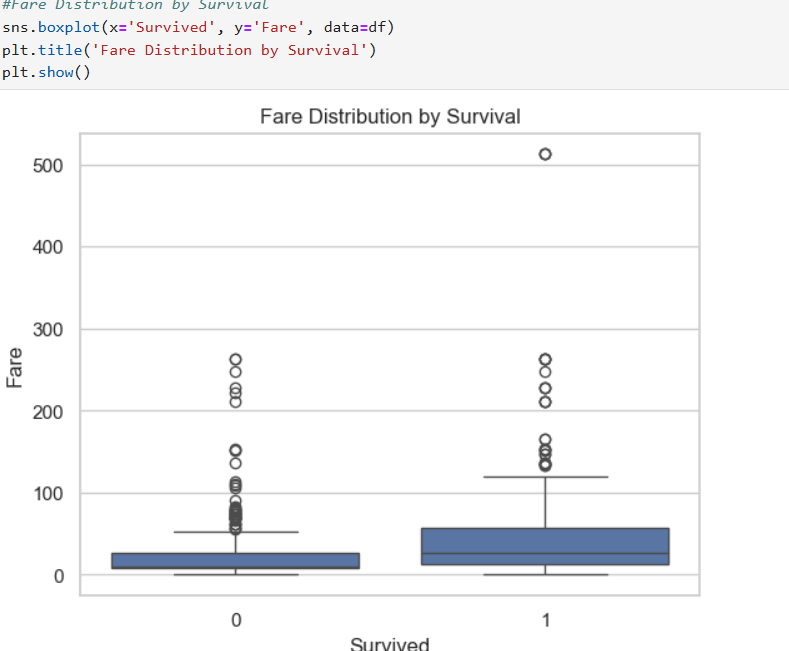 #Fare Distribution by Survival
sns.boxplot(x='Survived', y='Fare', data=df)
plt.title('Fare Distribution by Survival')
plt.show()
Fare Distribution by Survival
500
400
300
200
100
0
Fare
0 1
Survived